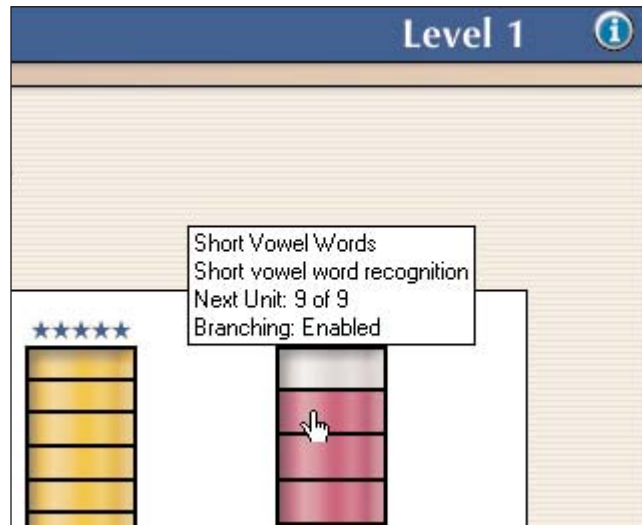 Level 1
Short Vowel Words
Short vowel word recognition
Next Unit: 9 of 9
Branching: Enabled